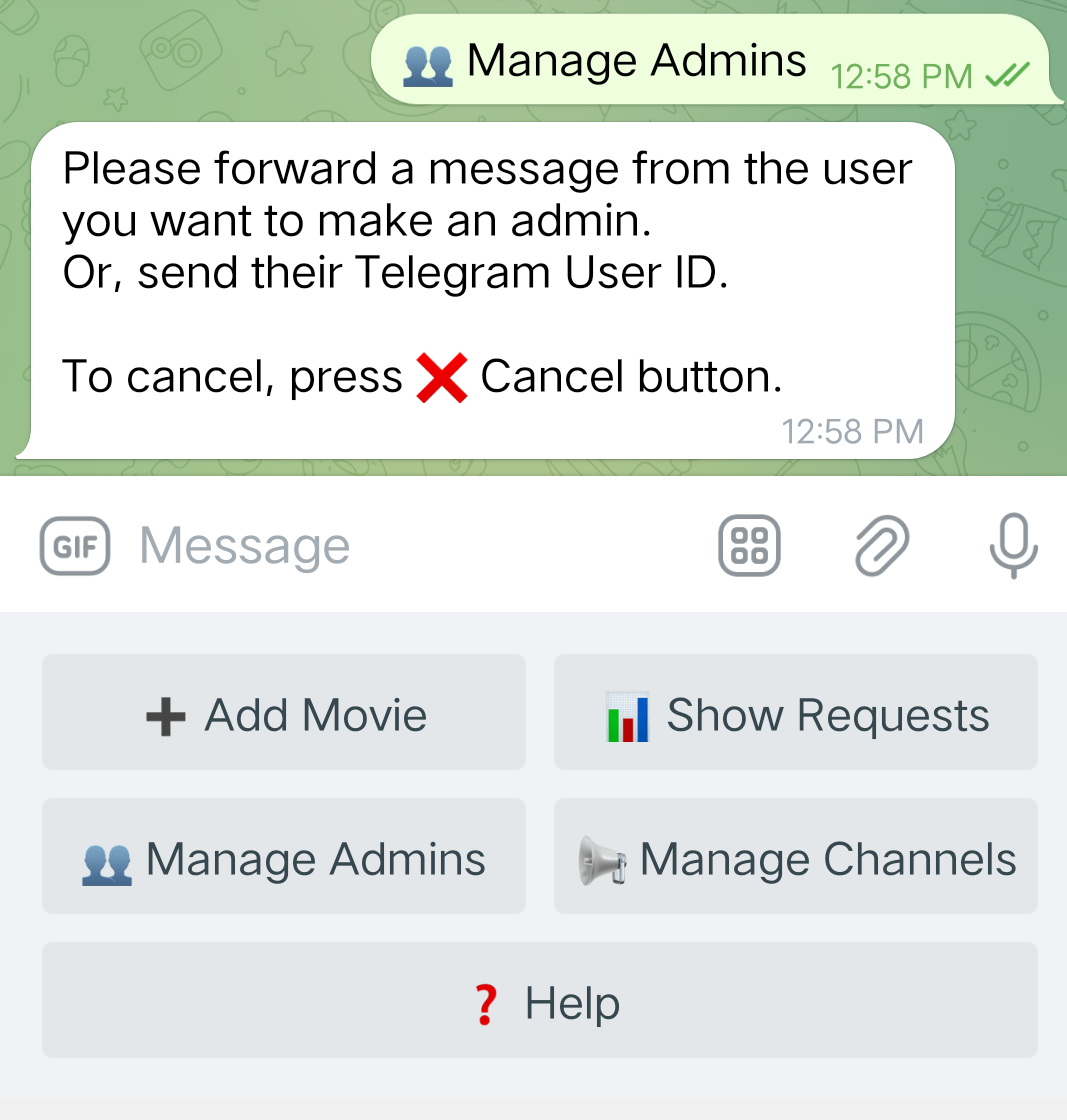 👥 Manage Admins 12:58 PM
Please forward a message from the user
you want to make an admin.
Or, send their Telegram User ID.
To cancel, press ❌ Cancel button.
12:58 PM
GIF Message
➕ Add Movie
📊 Show Requests
👥 Manage Admins
📢 Manage Channels
❓ Help